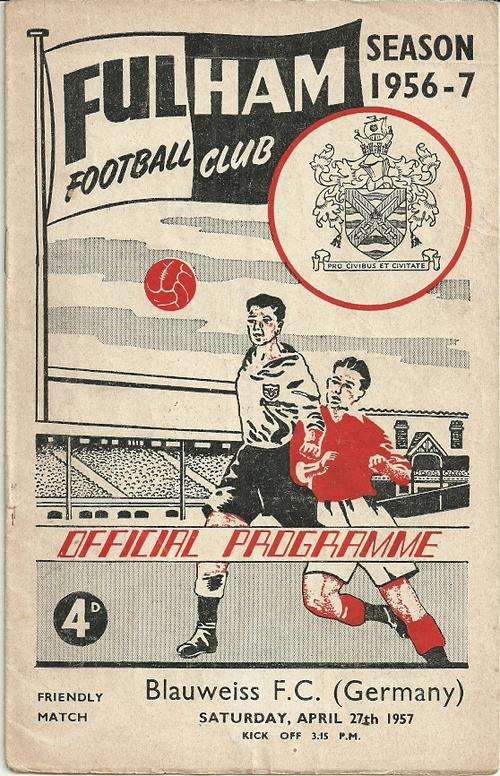 FULHAM
FOOTBALL CLUB
SEASON
1956-7
PRO CIVIBUS ET CIVITATE
OFFICIAL PROGRAMME
4D
FRIENDLY
MATCH
Blauweiss F.C. (Germany)
SATURDAY, APRIL 27th 1957
KICK OFF 3.15 P.M.